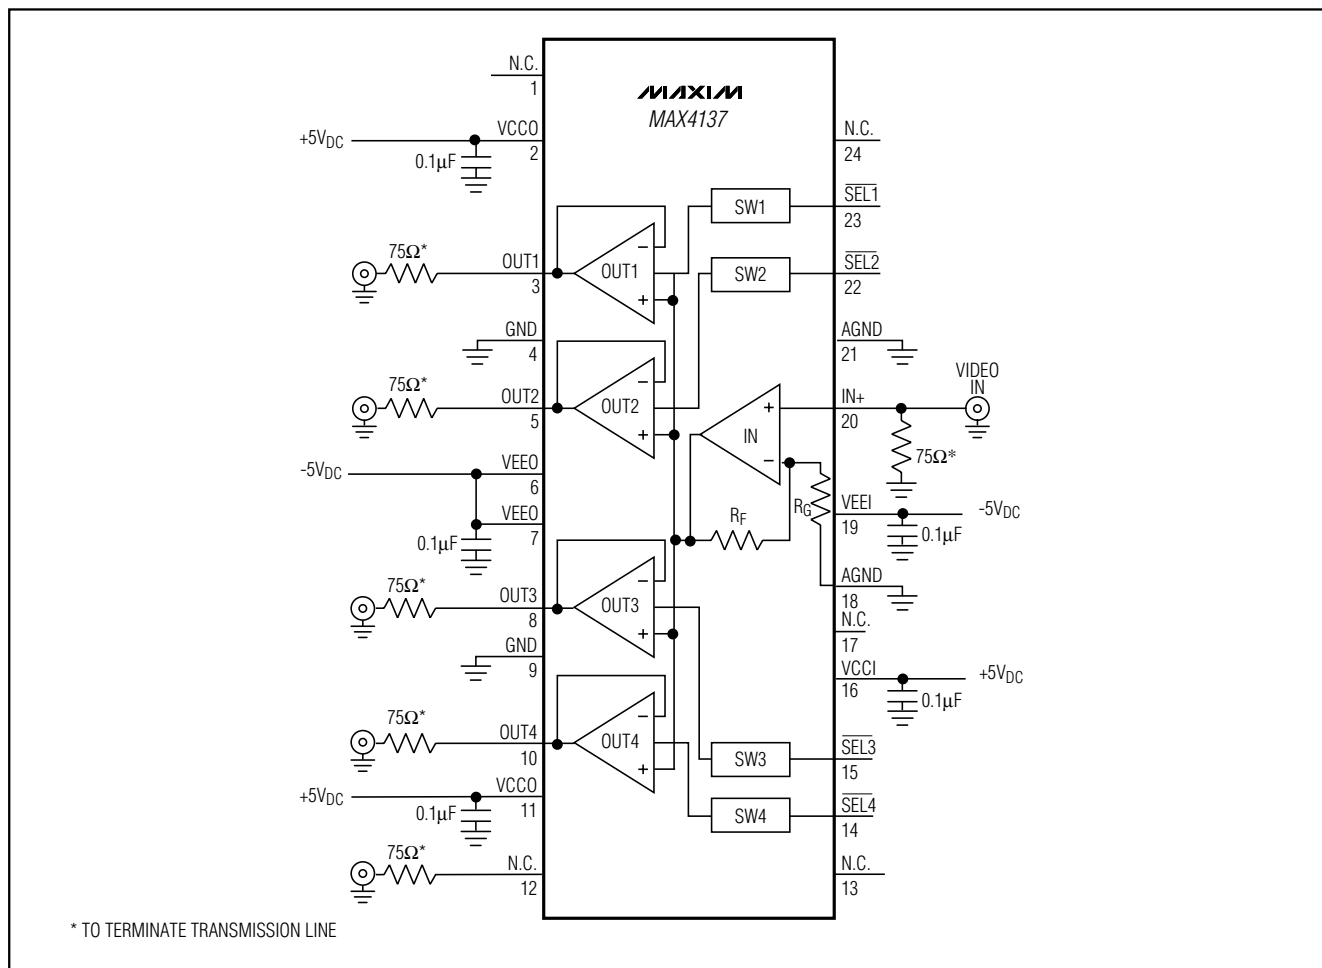 MAXIM
MAX4137
N.C.
1
+5VDC
VCCO
2
0.1µF
75Ω*
OUT1
3
GND
4
75Ω*
OUT2
5
-5VDC
VEEO
6
VEEO
7
0.1µF
75Ω*
OUT3
8
GND
9
75Ω*
OUT4
10
+5VDC
VCCO
11
0.1µF
75Ω*
N.C.
12
OUT1
−
+
OUT2
−
+
OUT3
−
+
OUT4
−
+
SW1
SW2
IN
+
−
RF
RG
SW3
SW4
N.C.
24
S̅E̅L̅1̅
23
S̅E̅L̅2̅
22
AGND
21
VIDEO
IN
IN+
20
75Ω*
VEEI
19
-5VDC
0.1µF
AGND
18
N.C.
17
VCCI
16
+5VDC
0.1µF
S̅E̅L̅3̅
15
S̅E̅L̅4̅
14
N.C.
13
* TO TERMINATE TRANSMISSION LINE